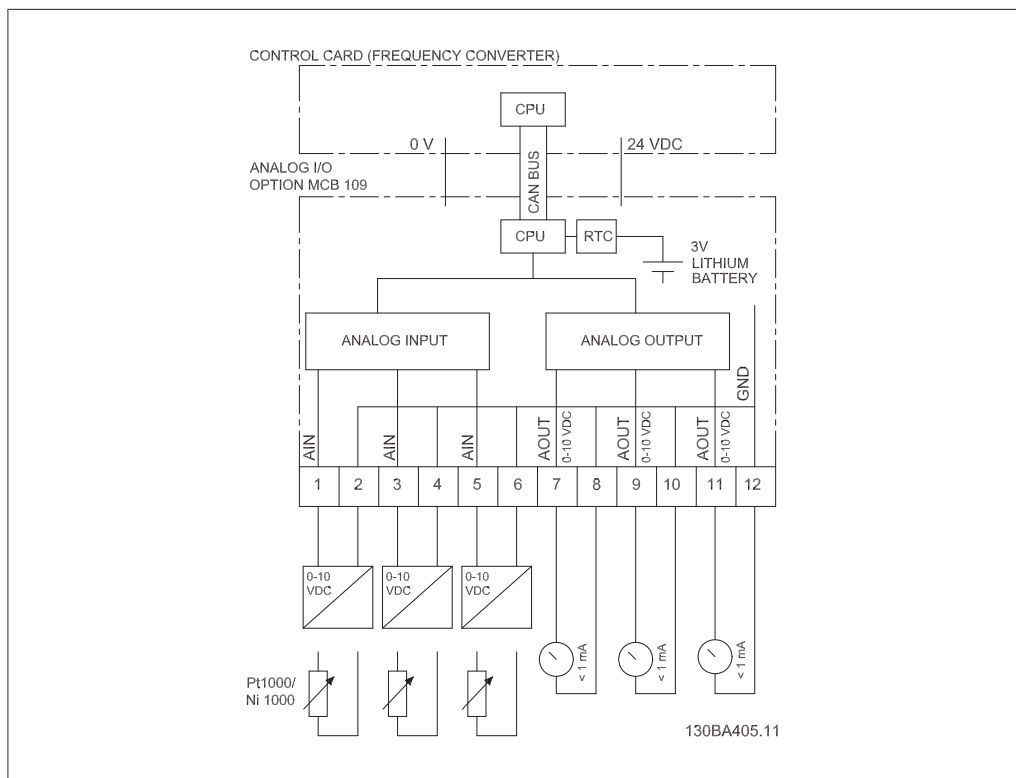 CONTROL CARD (FREQUENCY CONVERTER)
CPU
0 V
24 VDC
CAN BUS
ANALOG I/O
OPTION MCB 109
CPU
RTC
3V
LITHIUM
BATTERY
ANALOG INPUT
ANALOG OUTPUT
AIN
AIN
AIN
AOUT
0-10 VDC
AOUT
0-10 VDC
AOUT
0-10 VDC
GND
1 2 3 4 5 6 7 8 9 10 11 12
0-10
VDC
0-10
VDC
0-10
VDC
< 1 mA
< 1 mA
< 1 mA
Pt1000/
Ni 1000
130BA405.11